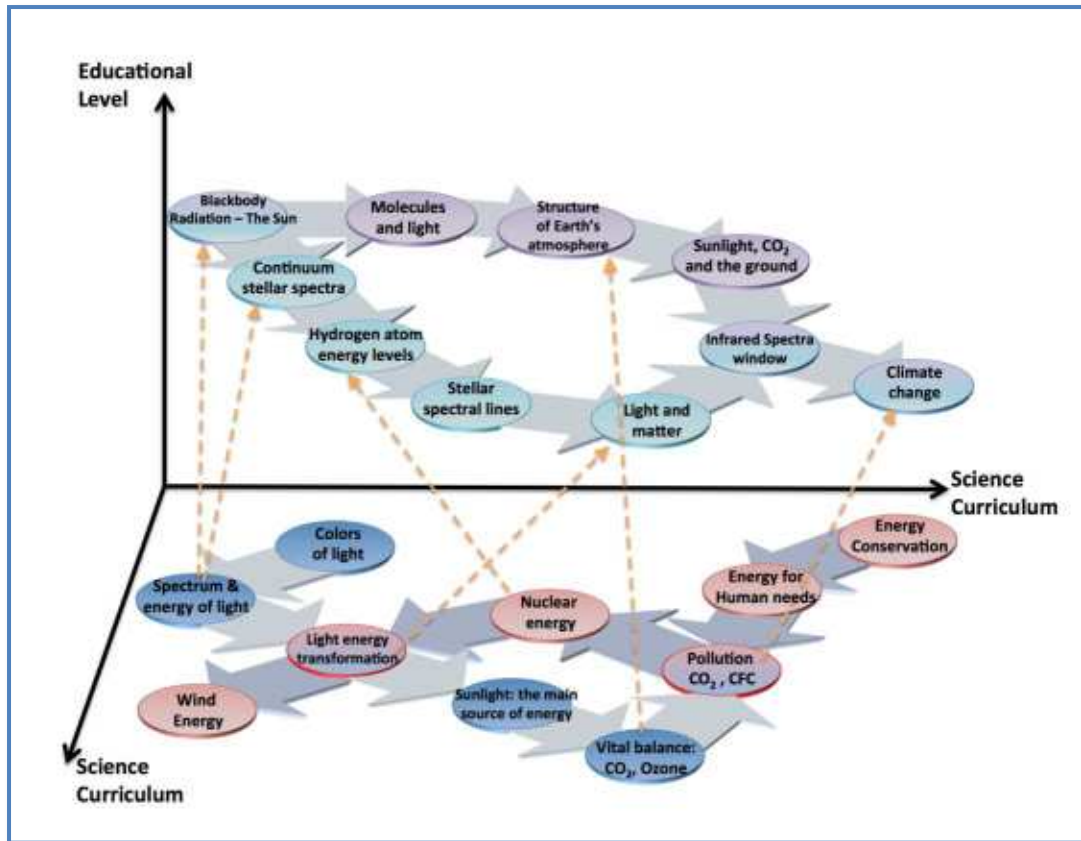 Educational
Level
Blackbody
Radiation – The Sun
Molecules
and light
Structure
of Earth's
atmosphere
Sunlight, CO₂
and the ground
Continuum
stellar spectra
Hydrogen atom
energy levels
Infrared Spectra
window
Stellar
spectral lines
Light and
matter
Climate
change
Science
Curriculum
Colors
of light
Energy
Conservation
Spectrum &
energy of light
Energy for
Human needs
Nuclear
energy
Light energy
transformation
Pollution
CO₂ , CFC
Wind
Energy
Sunlight: the main
source of energy
Vital balance:
CO₂, Ozone
Science
Curriculum